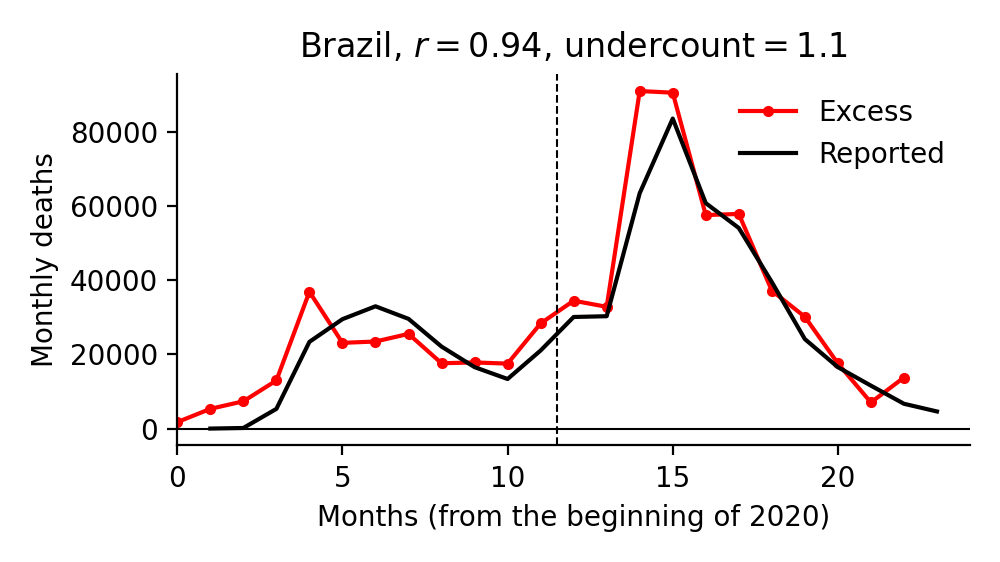 Brazil, r = 0.94, undercount = 1.1
Excess
Reported
Monthly deaths
80000
60000
40000
20000
0
0 5 10 15 20
Months (from the beginning of 2020)